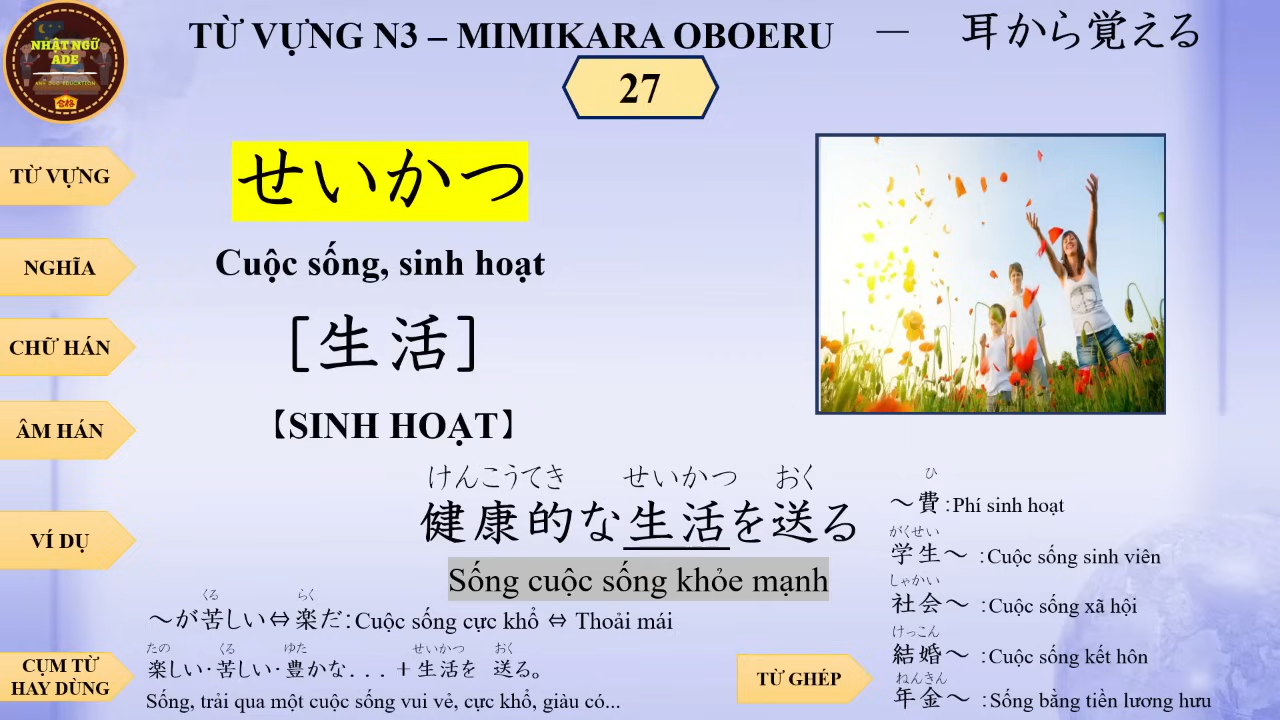 NHẬT NGỮ
ADE
ANH DUC EDUCATION
合格
TỪ VỰNG N3 – MIMIKARA OBOERU — 耳から覚える
27
TỪ VỰNG
せいかつ
NGHĨA
Cuộc sống, sinh hoạt
CHỮ HÁN
[生活]
ÂM HÁN
【SINH HOẠT】
VÍ DỤ
けんこうてき せいかつ おく
健康的な生活を送る
Sống cuộc sống khỏe mạnh
くる らく
〜が苦しい⇔楽だ:Cuộc sống cực khổ ⇔ Thoải mái
CỤM TỪ
HAY DÙNG
たの くる ゆた せいかつ おく
楽しい·苦しい·豊かな...+生活を 送る。
Sống, trải qua một cuộc sống vui vẻ, cực khổ, giàu có...
TỪ GHÉP
ひ
〜費:Phí sinh hoạt
がくせい
学生〜 :Cuộc sống sinh viên
しゃかい
社会〜 :Cuộc sống xã hội
けっこん
結婚〜 :Cuộc sống kết hôn
ねんきん
年金〜 :Sống bằng tiền lương hưu